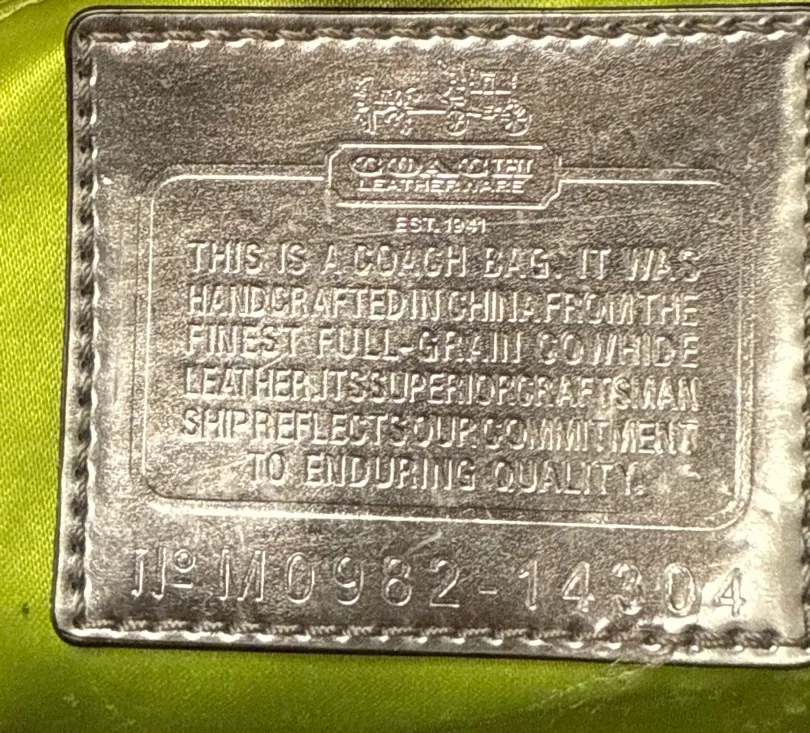 COACH
LEATHERWARE
EST. 1941
THIS IS A COACH BAG. IT WAS
HANDCRAFTED IN CHINA FROM THE
FINEST FULL-GRAIN COWHIDE
LEATHER. ITS SUPERIOR CRAFTSMAN
SHIP REFLECTS OUR COMMITMENT
TO ENDURING QUALITY.
Nº M0982-14304